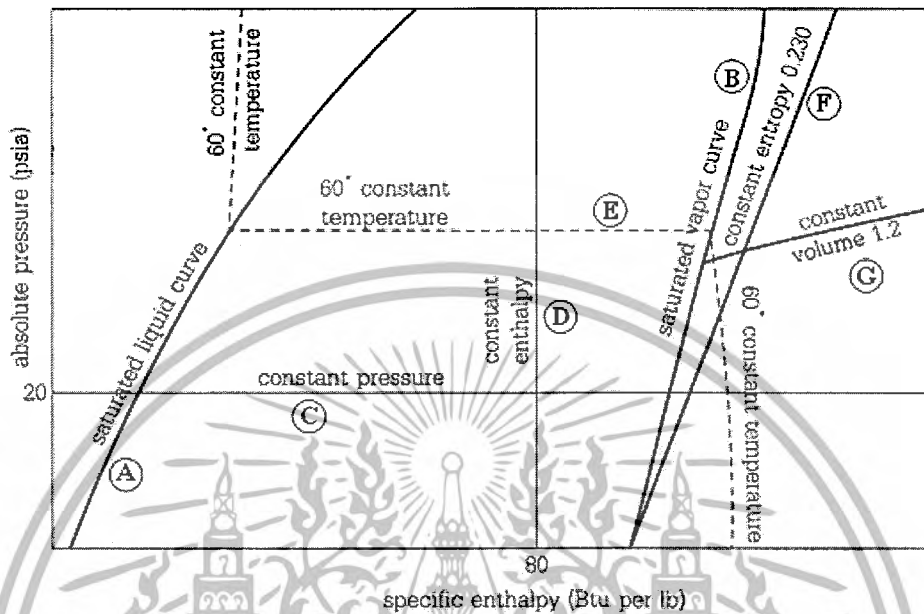 60° constant
temperature
B
constant entropy 0.230
F
60° constant
temperature
E
saturated vapor curve
constant
volume 1.2
G
absolute pressure (psia)
saturated liquid curve
constant
enthalpy
D
20
constant pressure
C
60° constant temperature
A
80
specific enthalpy (Btu per lb)